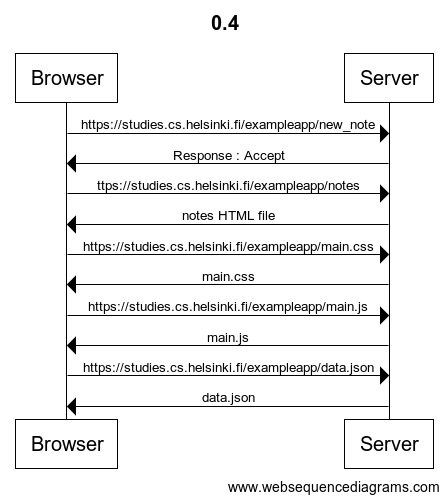 0.4
Browser Server
https://studies.cs.helsinki.fi/exampleapp/new_note
Response : Accept
ttps://studies.cs.helsinki.fi/exampleapp/notes
notes HTML file
https://studies.cs.helsinki.fi/exampleapp/main.css
main.css
https://studies.cs.helsinki.fi/exampleapp/main.js
main.js
https://studies.cs.helsinki.fi/exampleapp/data.json
data.json
Browser Server
www.websequencediagrams.com